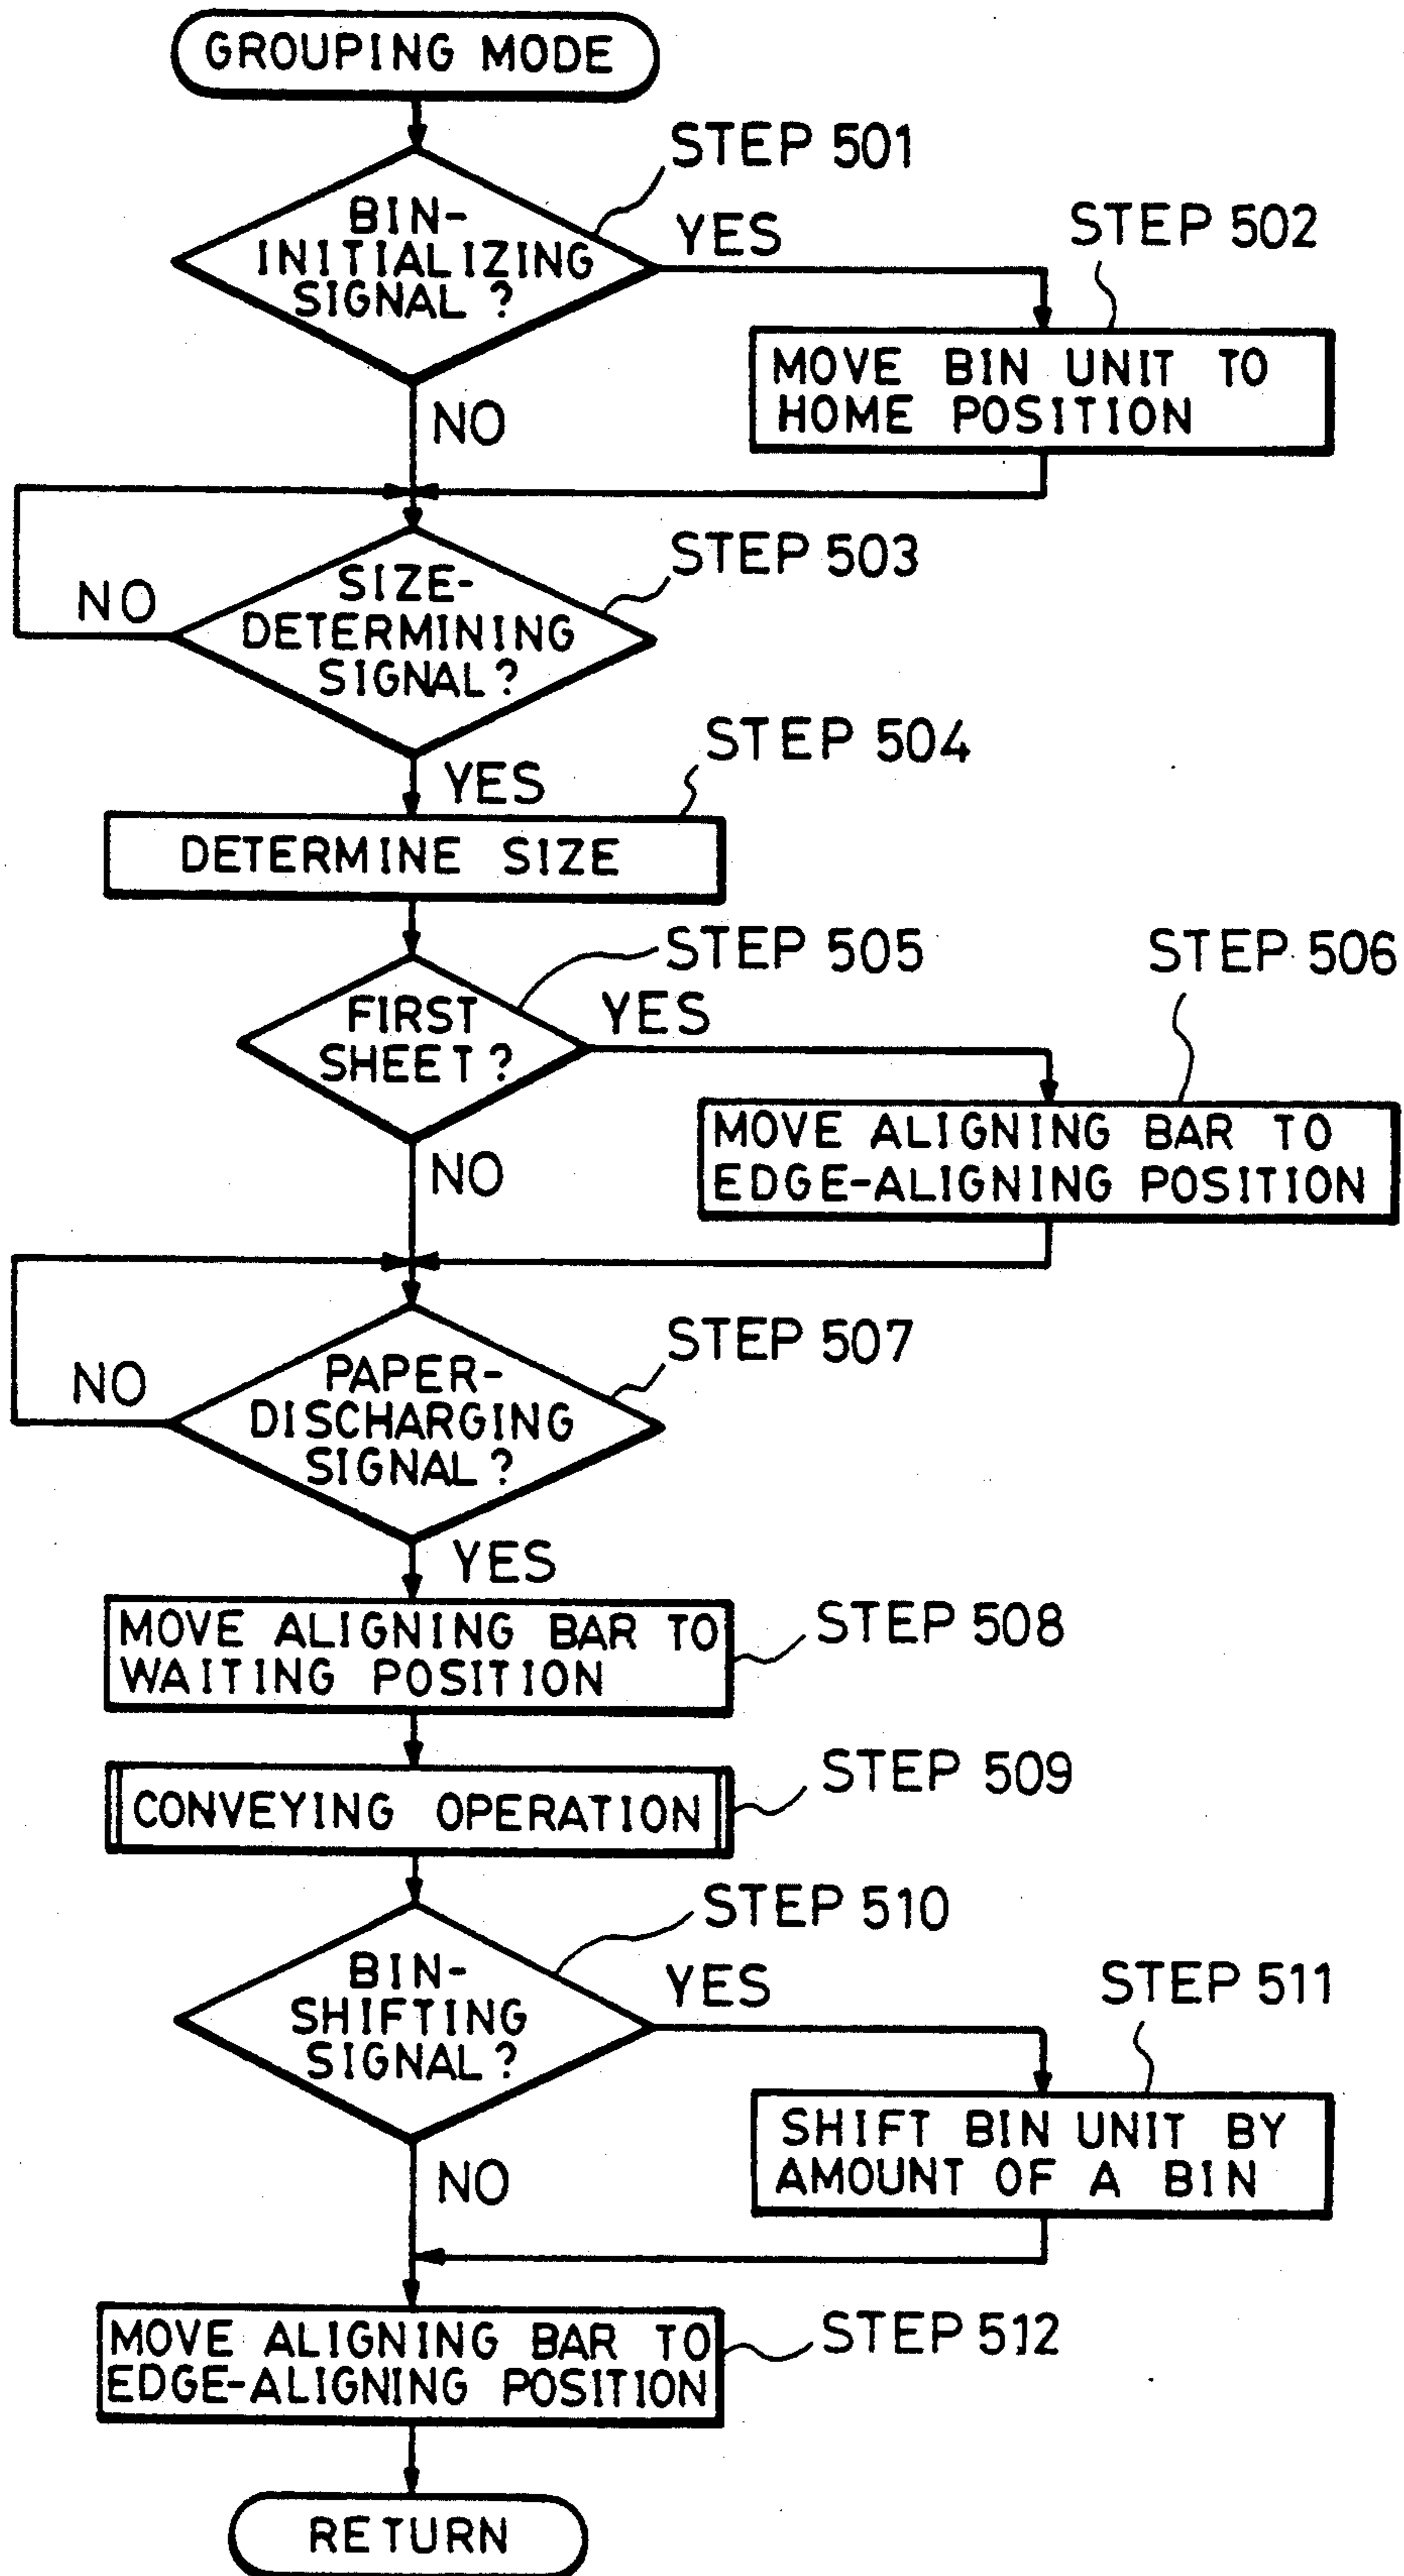 GROUPING MODE
STEP 501
BIN-
INITIALIZING
SIGNAL ?
YES
STEP 502
MOVE BIN UNIT TO
HOME POSITION
NO
STEP 503
SIZE-
DETERMINING
SIGNAL ?
NO
STEP 504
YES
DETERMINE SIZE
STEP 505
STEP 506
FIRST
SHEET ?
YES
MOVE ALIGNING BAR TO
EDGE-ALIGNING POSITION
NO
STEP 507
PAPER-
DISCHARGING
SIGNAL ?
NO
YES
MOVE ALIGNING BAR TO
WAITING POSITION
STEP 508
CONVEYING OPERATION
STEP 509
STEP 510
BIN-
SHIFTING
SIGNAL ?
YES
STEP 511
SHIFT BIN UNIT BY
AMOUNT OF A BIN
NO
MOVE ALIGNING BAR TO
EDGE-ALIGNING POSITION
STEP 512
RETURN